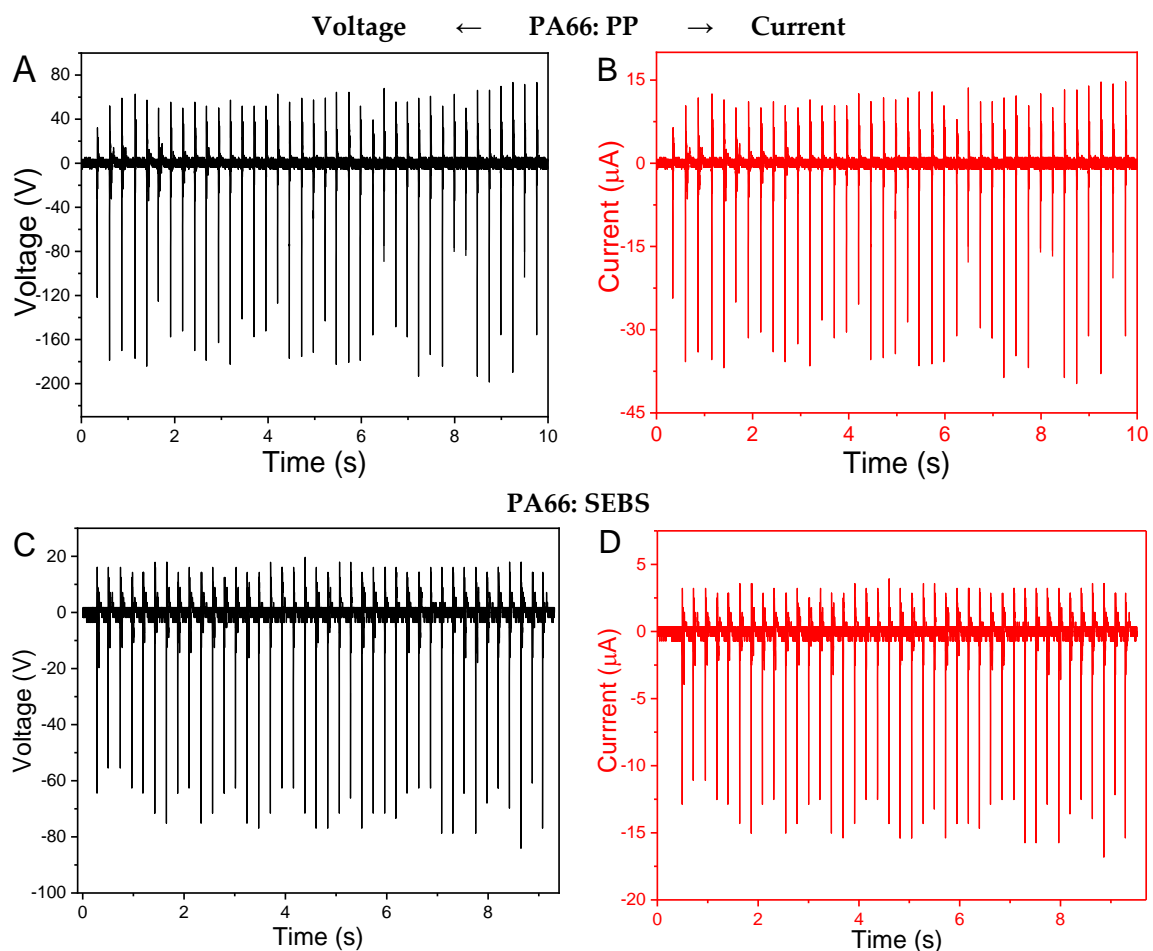 Voltage ← PA66: PP → Current
A
80
40
0
-40
-80
-120
-160
-200
Voltage (V)
0 2 4 6 8 10
Time (s)
B
15
0
-15
-30
-45
Current (μA)
0 2 4 6 8 10
Time (s)
PA66: SEBS
C
20
0
-20
-40
-60
-80
-100
Voltage (V)
0 2 4 6 8
Time (s)
D
5
0
-5
-10
-15
-20
Currrent (μA)
0 2 4 6 8
Time (s)